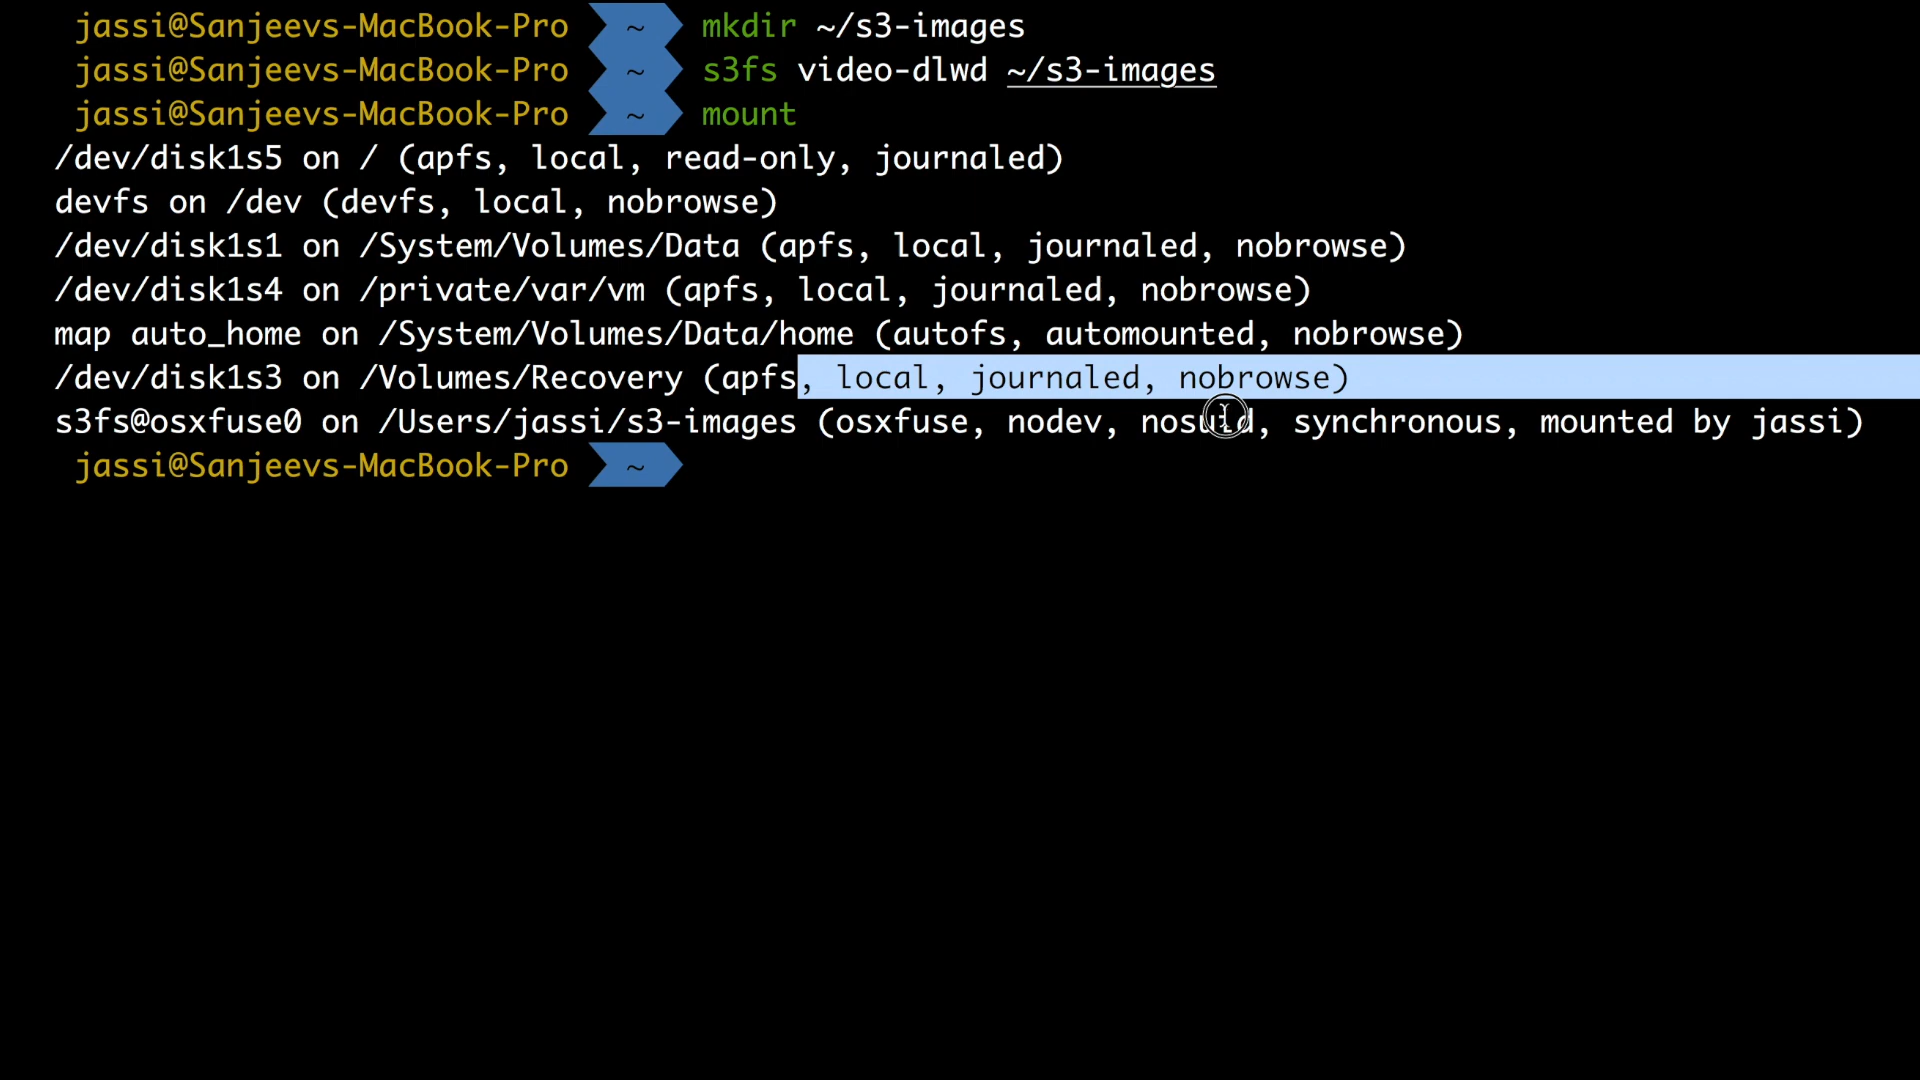 jassi@Sanjeevs-MacBook-Pro ~ mkdir ~/s3-images
jassi@Sanjeevs-MacBook-Pro ~ s3fs video-dlwd ~/s3-images
jassi@Sanjeevs-MacBook-Pro ~ mount
/dev/disk1s5 on / (apfs, local, read-only, journaled)
devfs on /dev (devfs, local, nobrowse)
/dev/disk1s1 on /System/Volumes/Data (apfs, local, journaled, nobrowse)
/dev/disk1s4 on /private/var/vm (apfs, local, journaled, nobrowse)
map auto_home on /System/Volumes/Data/home (autofs, automounted, nobrowse)
/dev/disk1s3 on /Volumes/Recovery (apfs, local, journaled, nobrowse)
s3fs@osxfuse0 on /Users/jassi/s3-images (osxfuse, nodev, nosuid, synchronous, mounted by jassi)
jassi@Sanjeevs-MacBook-Pro ~